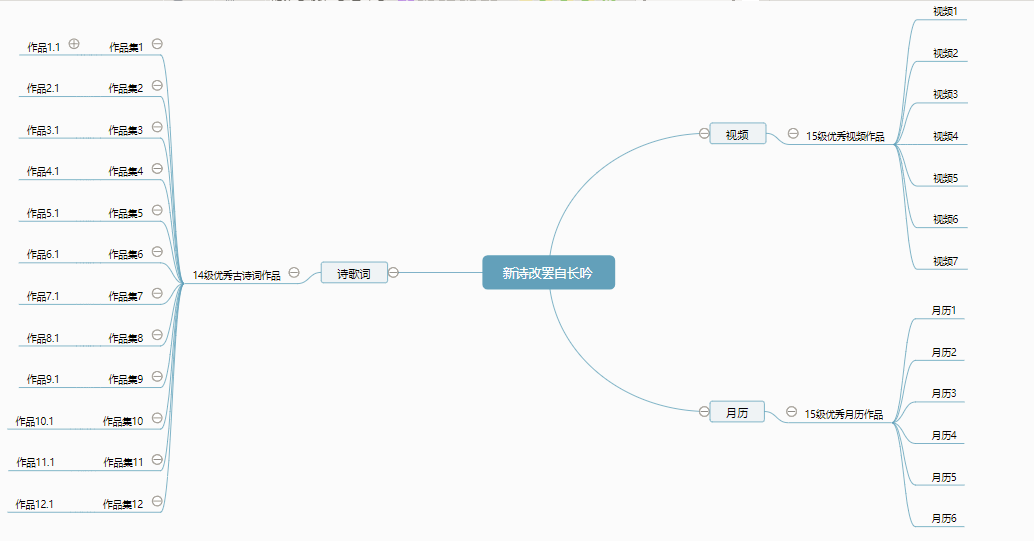 新诗改罢自长吟
诗歌词
14级优秀古诗词作品
作品集1
作品1.1
作品集2
作品2.1
作品集3
作品3.1
作品集4
作品4.1
作品集5
作品5.1
作品集6
作品6.1
作品集7
作品7.1
作品集8
作品8.1
作品集9
作品9.1
作品集10
作品10.1
作品集11
作品11.1
作品集12
作品12.1
视频
15级优秀视频作品
视频1
视频2
视频3
视频4
视频5
视频6
视频7
月历
15级优秀月历作品
月历1
月历2
月历3
月历4
月历5
月历6